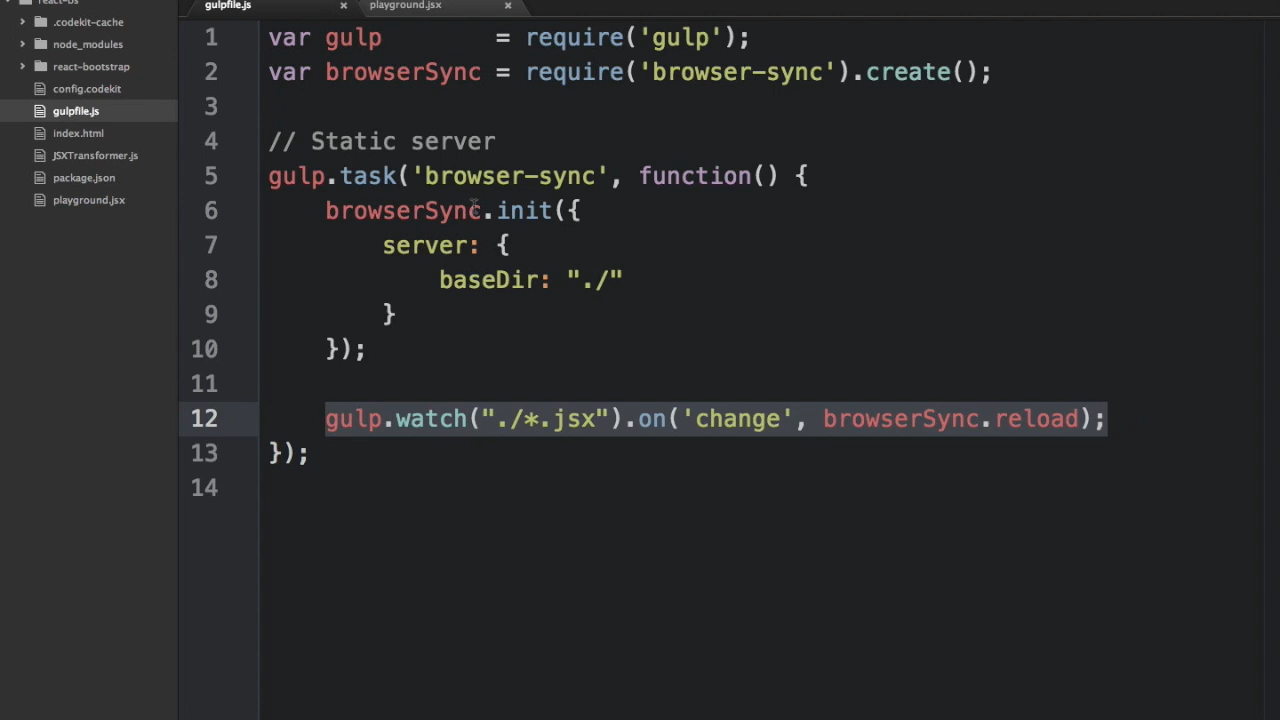 react-bs
.codekit-cache
node_modules
react-bootstrap
config.codekit
gulpfile.js
index.html
JSXTransformer.js
package.json
playground.jsx
gulpfile.js × playground.jsx ×
1 var gulp        = require('gulp');
2 var browserSync = require('browser-sync').create();
3
4 // Static server
5 gulp.task('browser-sync', function() {
6     browserSync.init({
7         server: {
8             baseDir: "./"
9         }
10     });
11
12     gulp.watch("./*.jsx").on('change', browserSync.reload);
13 });
14